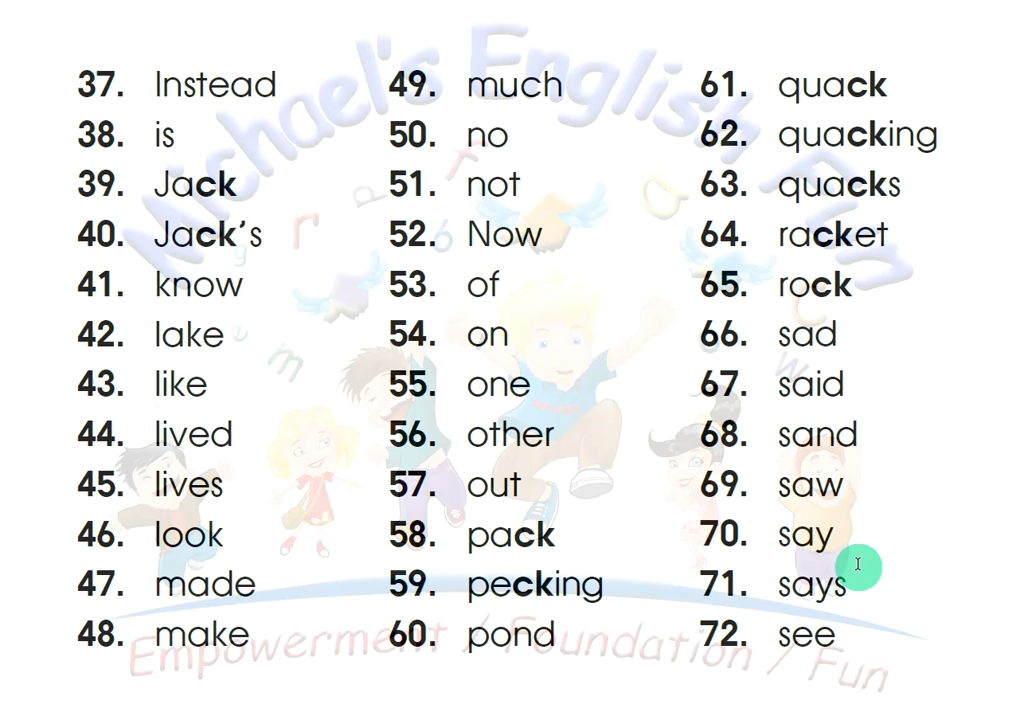 Michael's English Fun
37. Instead
38. is
39. Jack
40. Jack's
41. know
42. lake
43. like
44. lived
45. lives
46. look
47. made
48. make
49. much
50. no
51. not
52. Now
53. of
54. on
55. one
56. other
57. out
58. pack
59. pecking
60. pond
61. quack
62. quacking
63. quacks
64. racket
65. rock
66. sad
67. said
68. sand
69. saw
70. say
71. says
72. see
Empowerment / Foundation / Fun